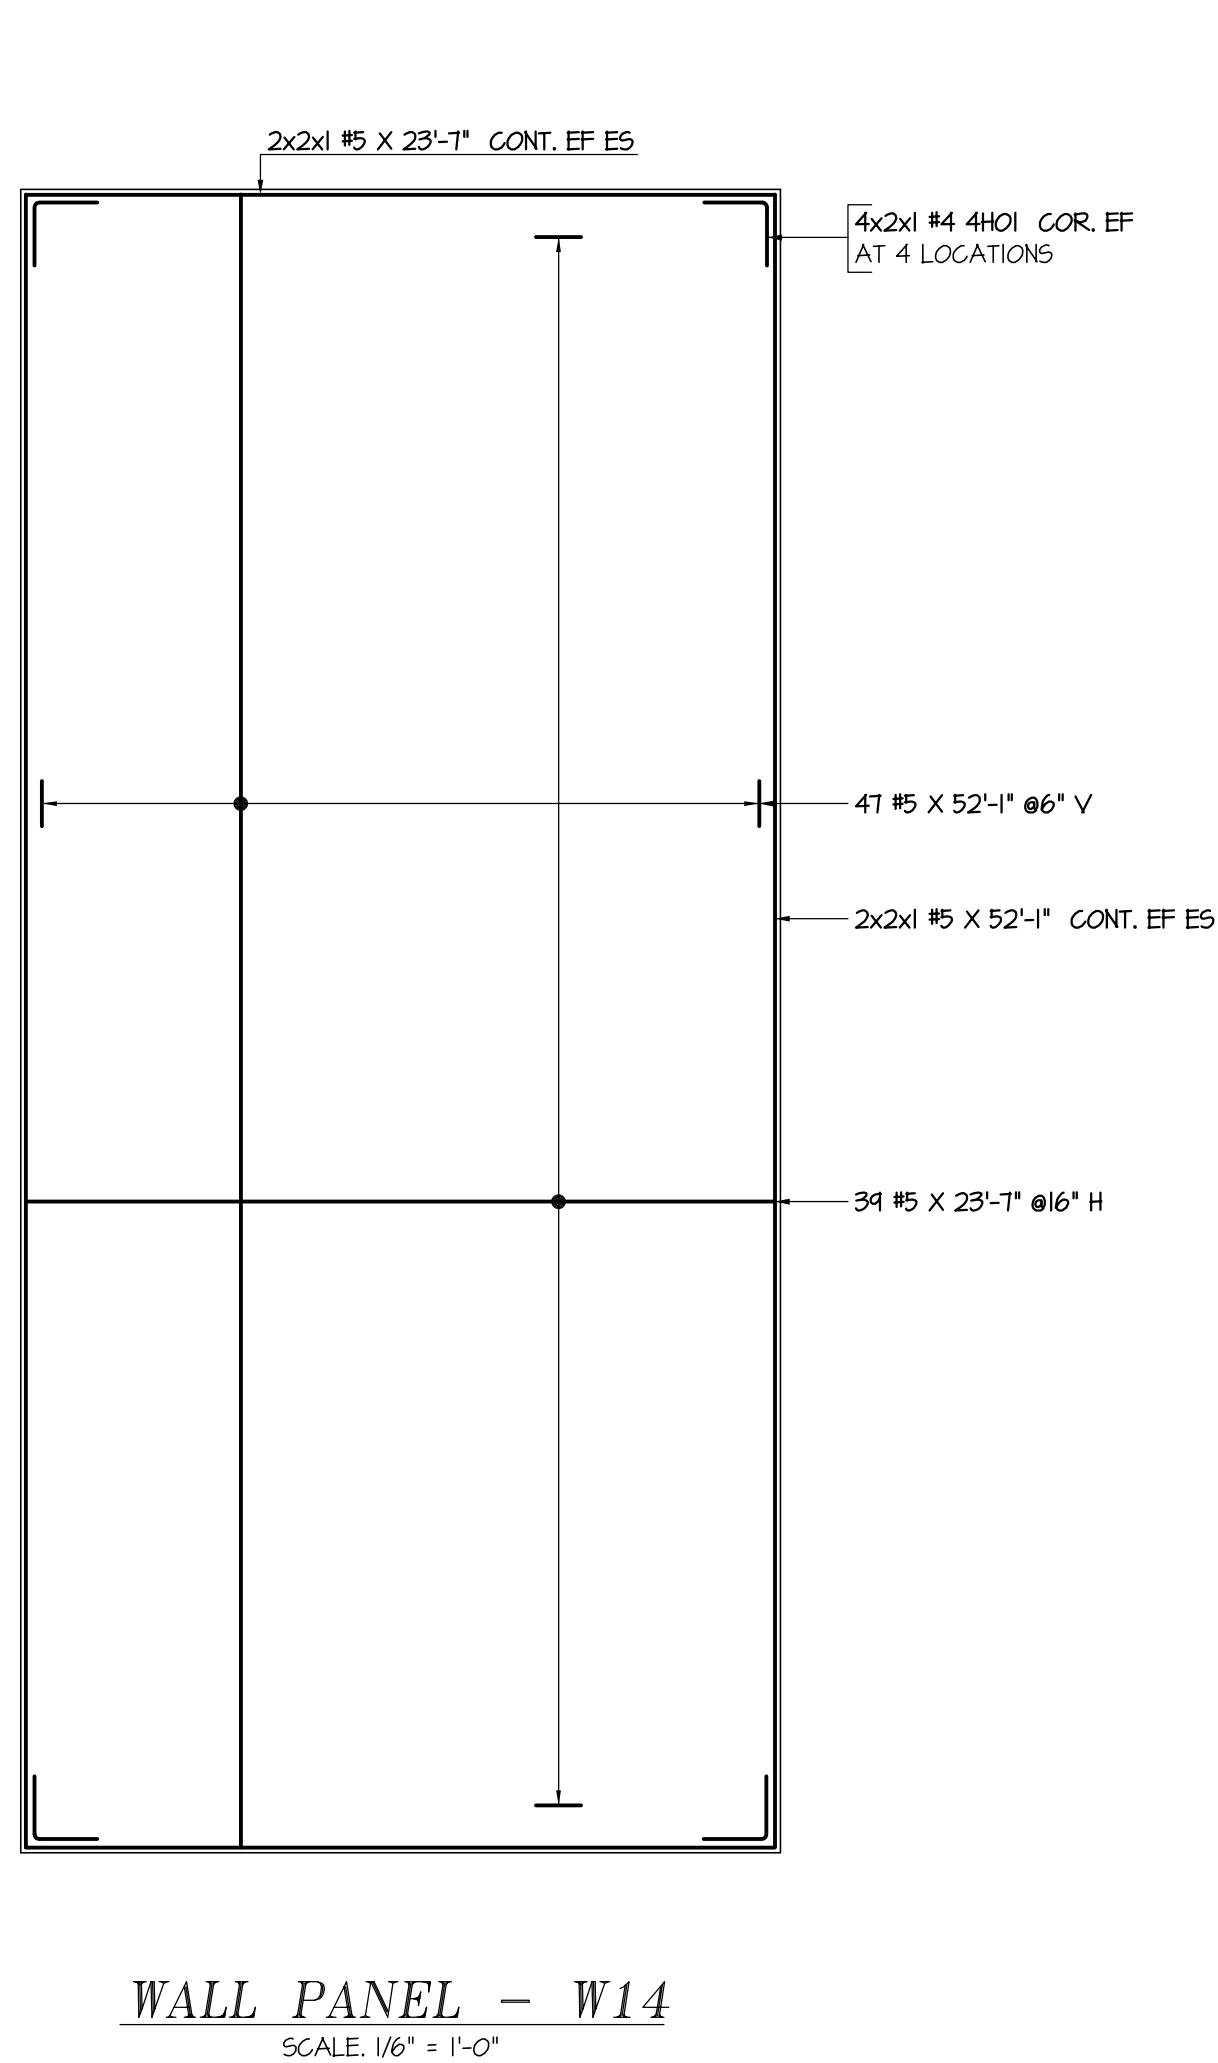 2x2x1 #5 X 23'-7" CONT. EF ES
4x2x1 #4 4H01 COR. EF
AT 4 LOCATIONS
47 #5 X 52'-1" @6" V
2x2x1 #5 X 52'-1" CONT. EF ES
39 #5 X 23'-7" @16" H
WALL PANEL - W14
SCALE. 1/6" = 1'-0"